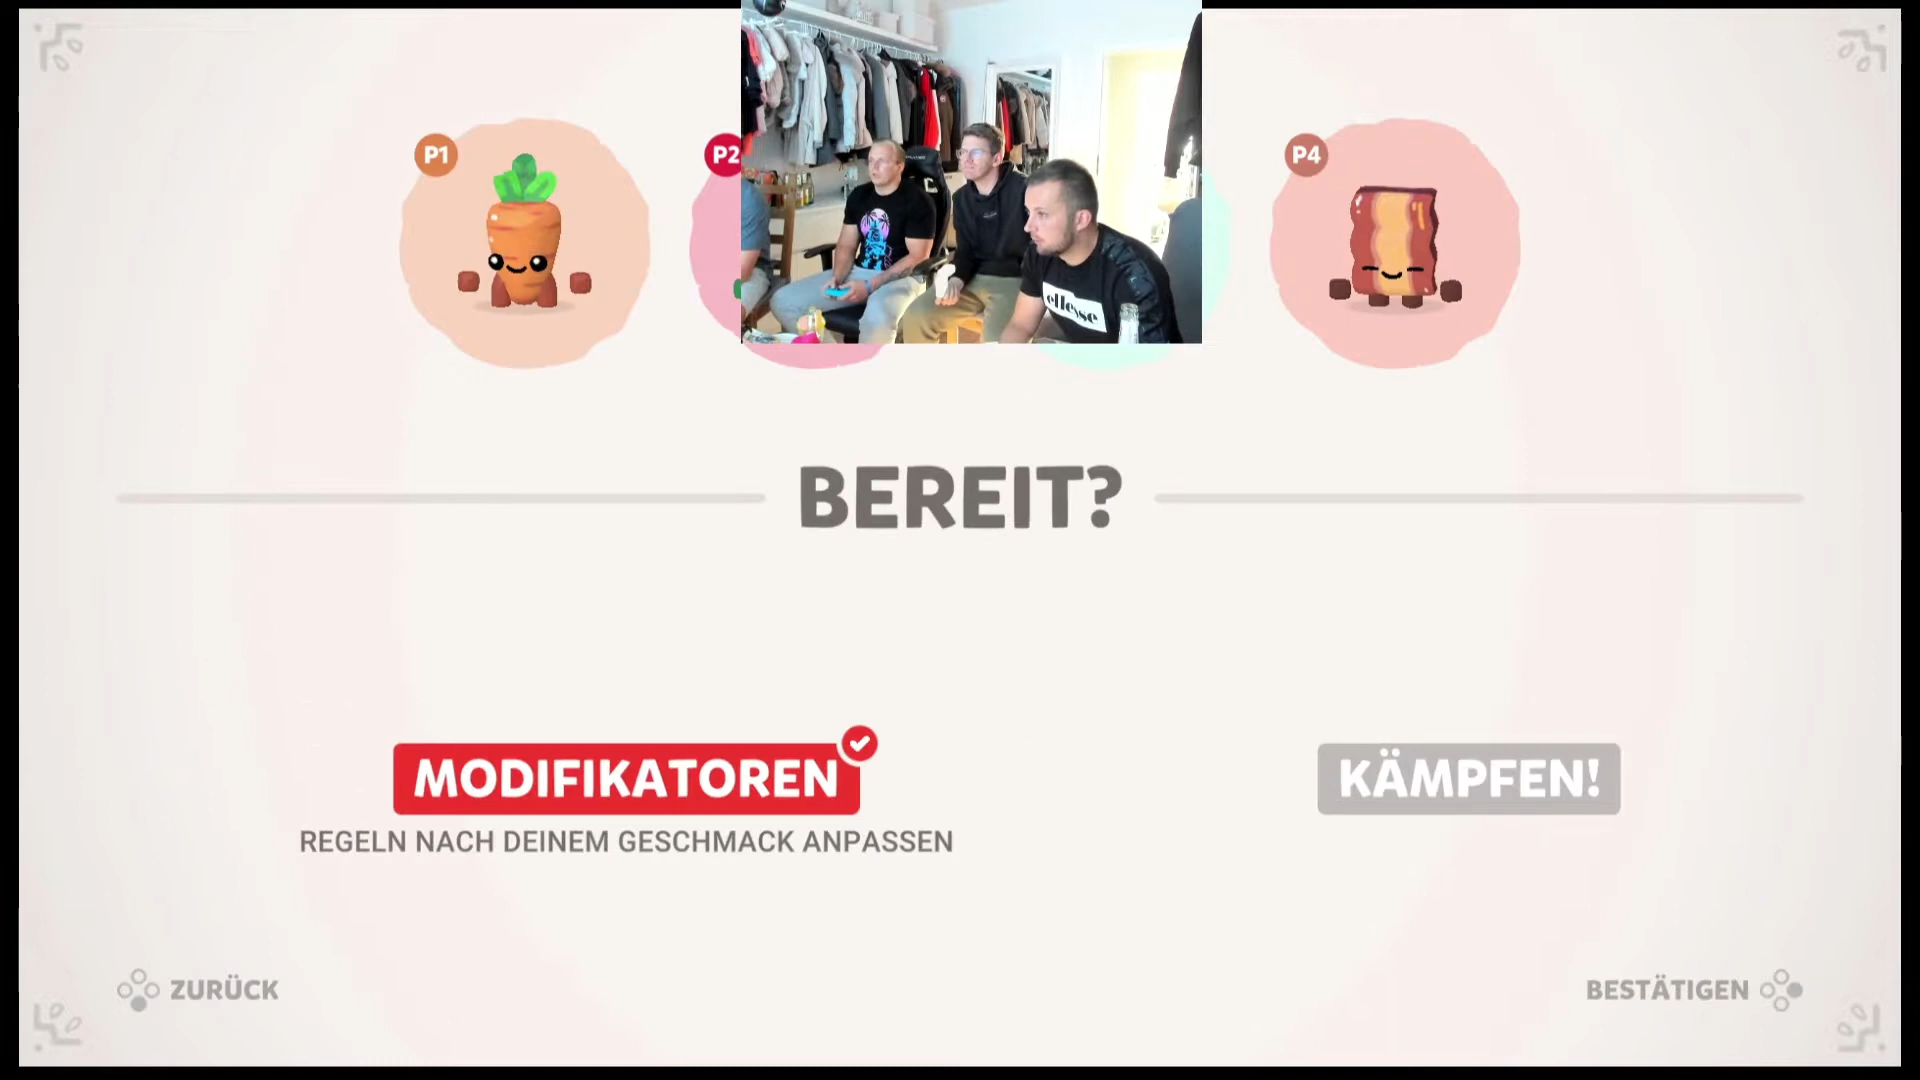 P1
P2
P4
ellesse
BEREIT?
MODIFIKATOREN
KÄMPFEN!
REGELN NACH DEINEM GESCHMACK ANPASSEN
ZURÜCK
BESTÄTIGEN